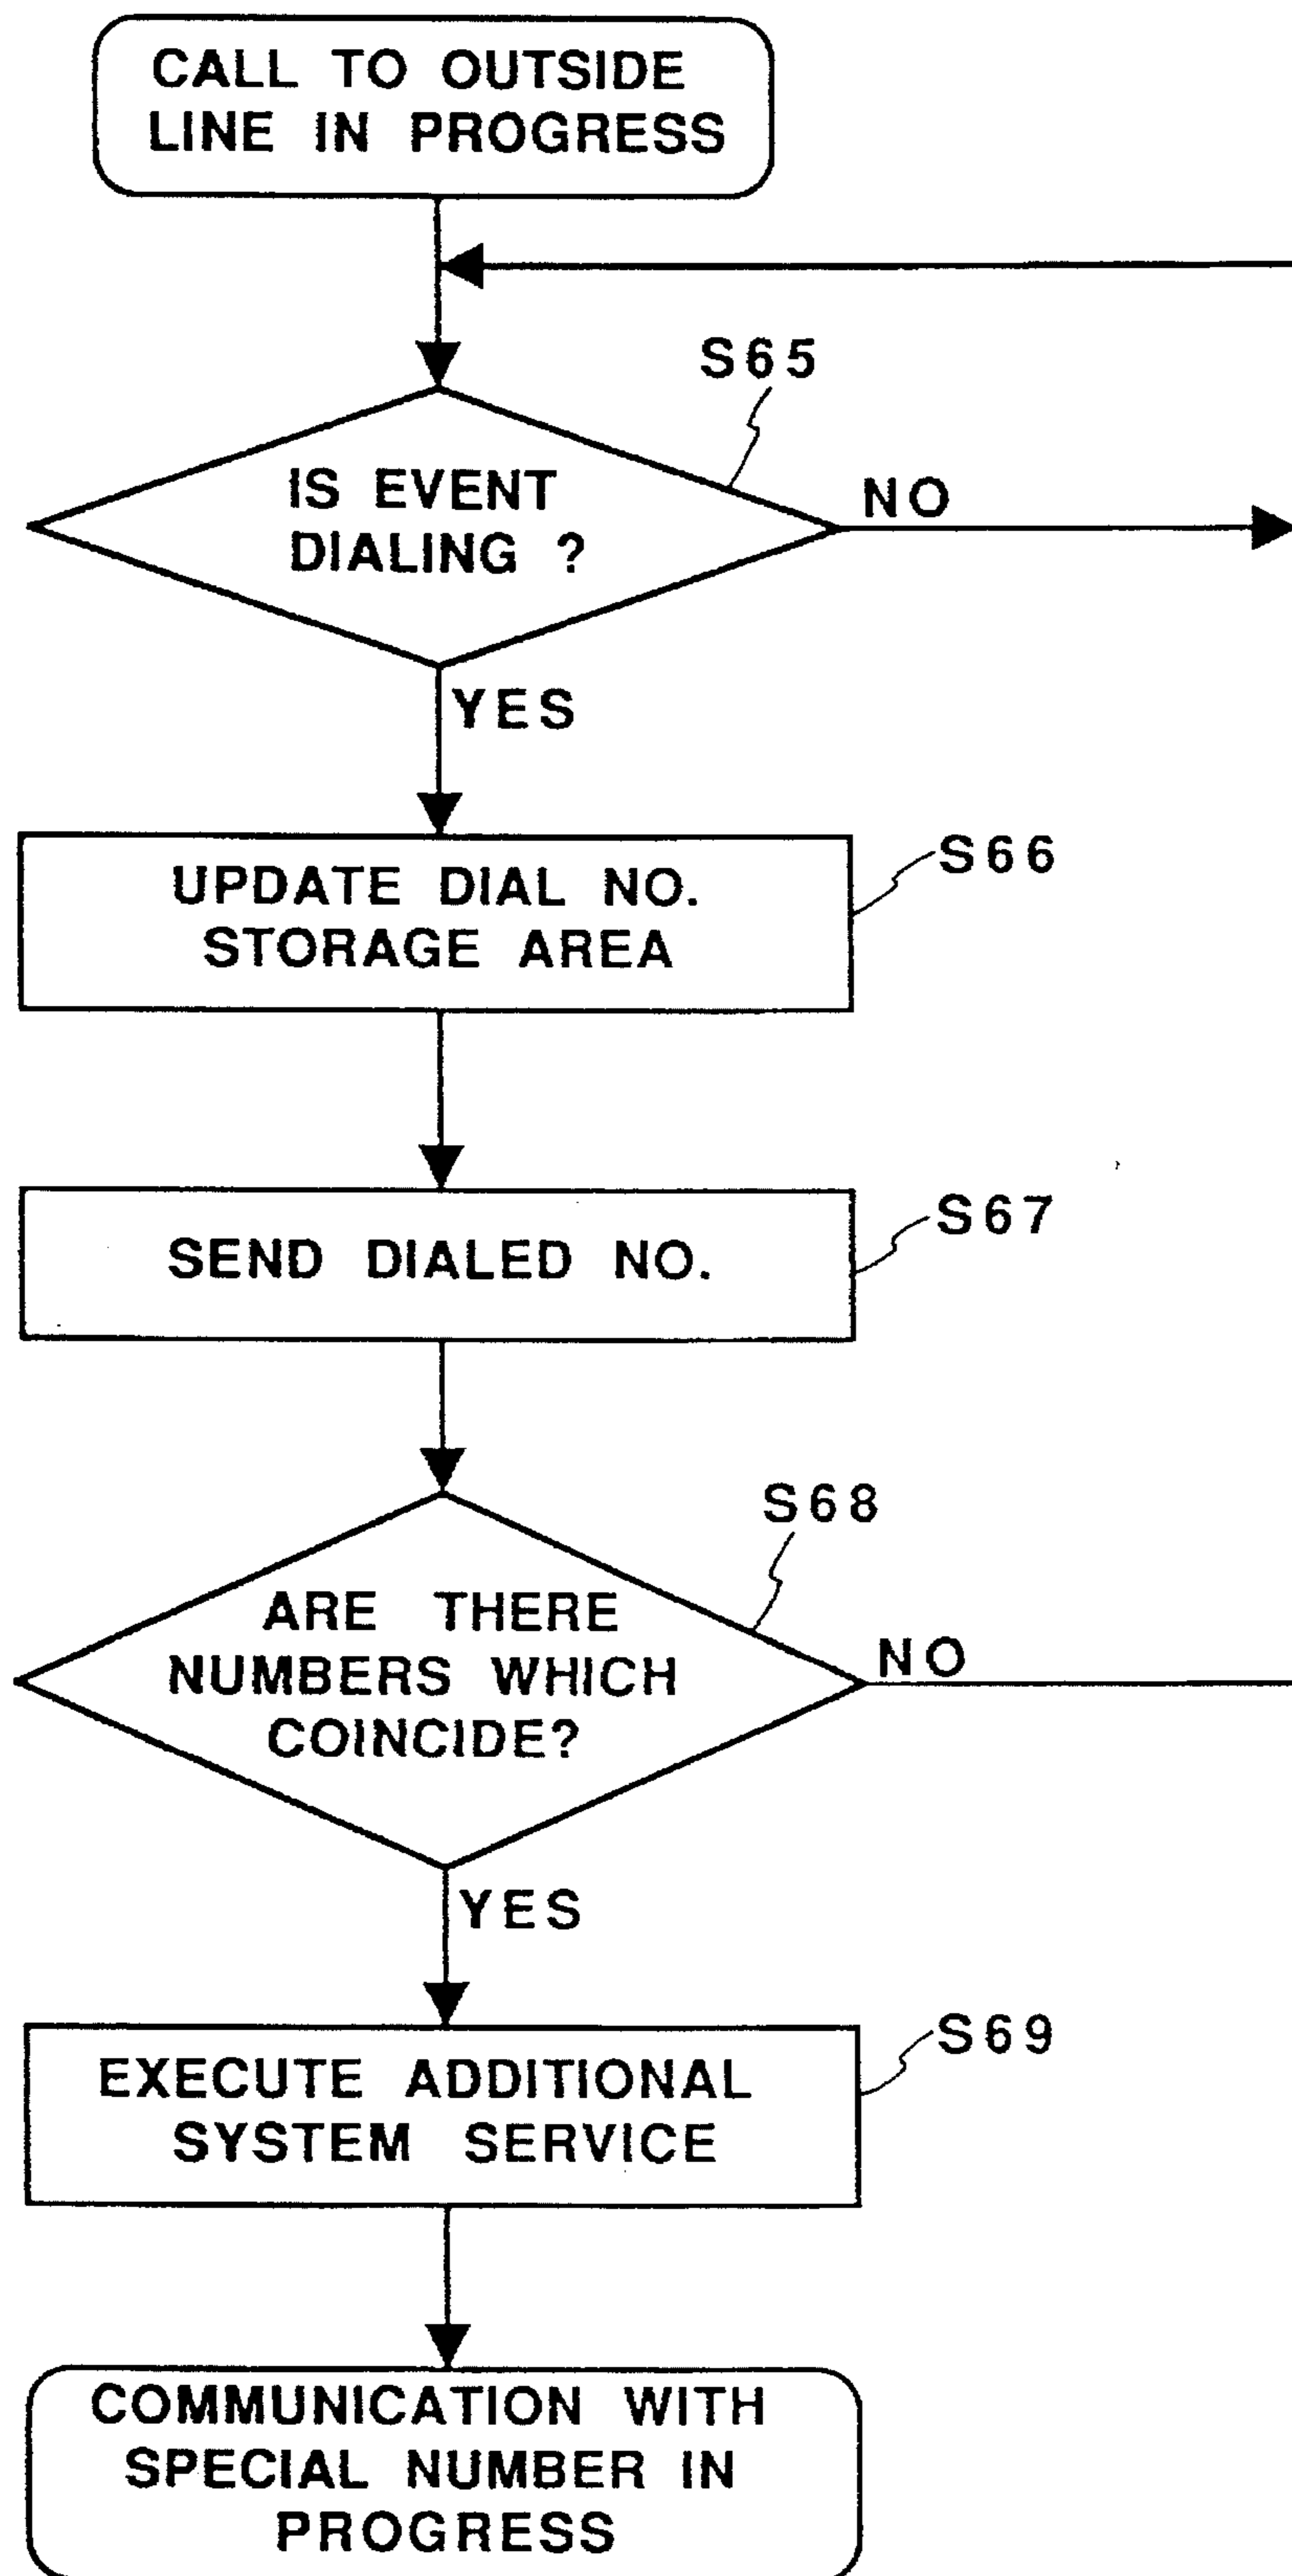 CALL TO OUTSIDE
LINE IN PROGRESS
S65
IS EVENT
DIALING ?
NO
YES
UPDATE DIAL NO.
STORAGE AREA
S66
SEND DIALED NO.
S67
S68
ARE THERE
NUMBERS WHICH
COINCIDE?
NO
YES
EXECUTE ADDITIONAL
SYSTEM SERVICE
S69
COMMUNICATION WITH
SPECIAL NUMBER IN
PROGRESS